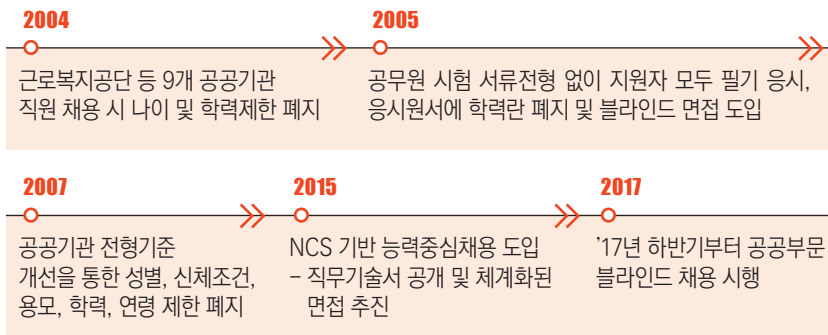 2004
근로복지공단 등 9개 공공기관
직원 채용 시 나이 및 학력제한 폐지
2005
공무원 시험 서류전형 없이 지원자 모두 필기 응시,
응시원서에 학력란 폐지 및 블라인드 면접 도입
2007
공공기관 전형기준
개선을 통한 성별, 신체조건,
용모, 학력, 연령 제한 폐지
2015
NCS 기반 능력중심채용 도입
– 직무기술서 공개 및 체계화된
면접 추진
2017
’17년 하반기부터 공공부문
블라인드 채용 시행